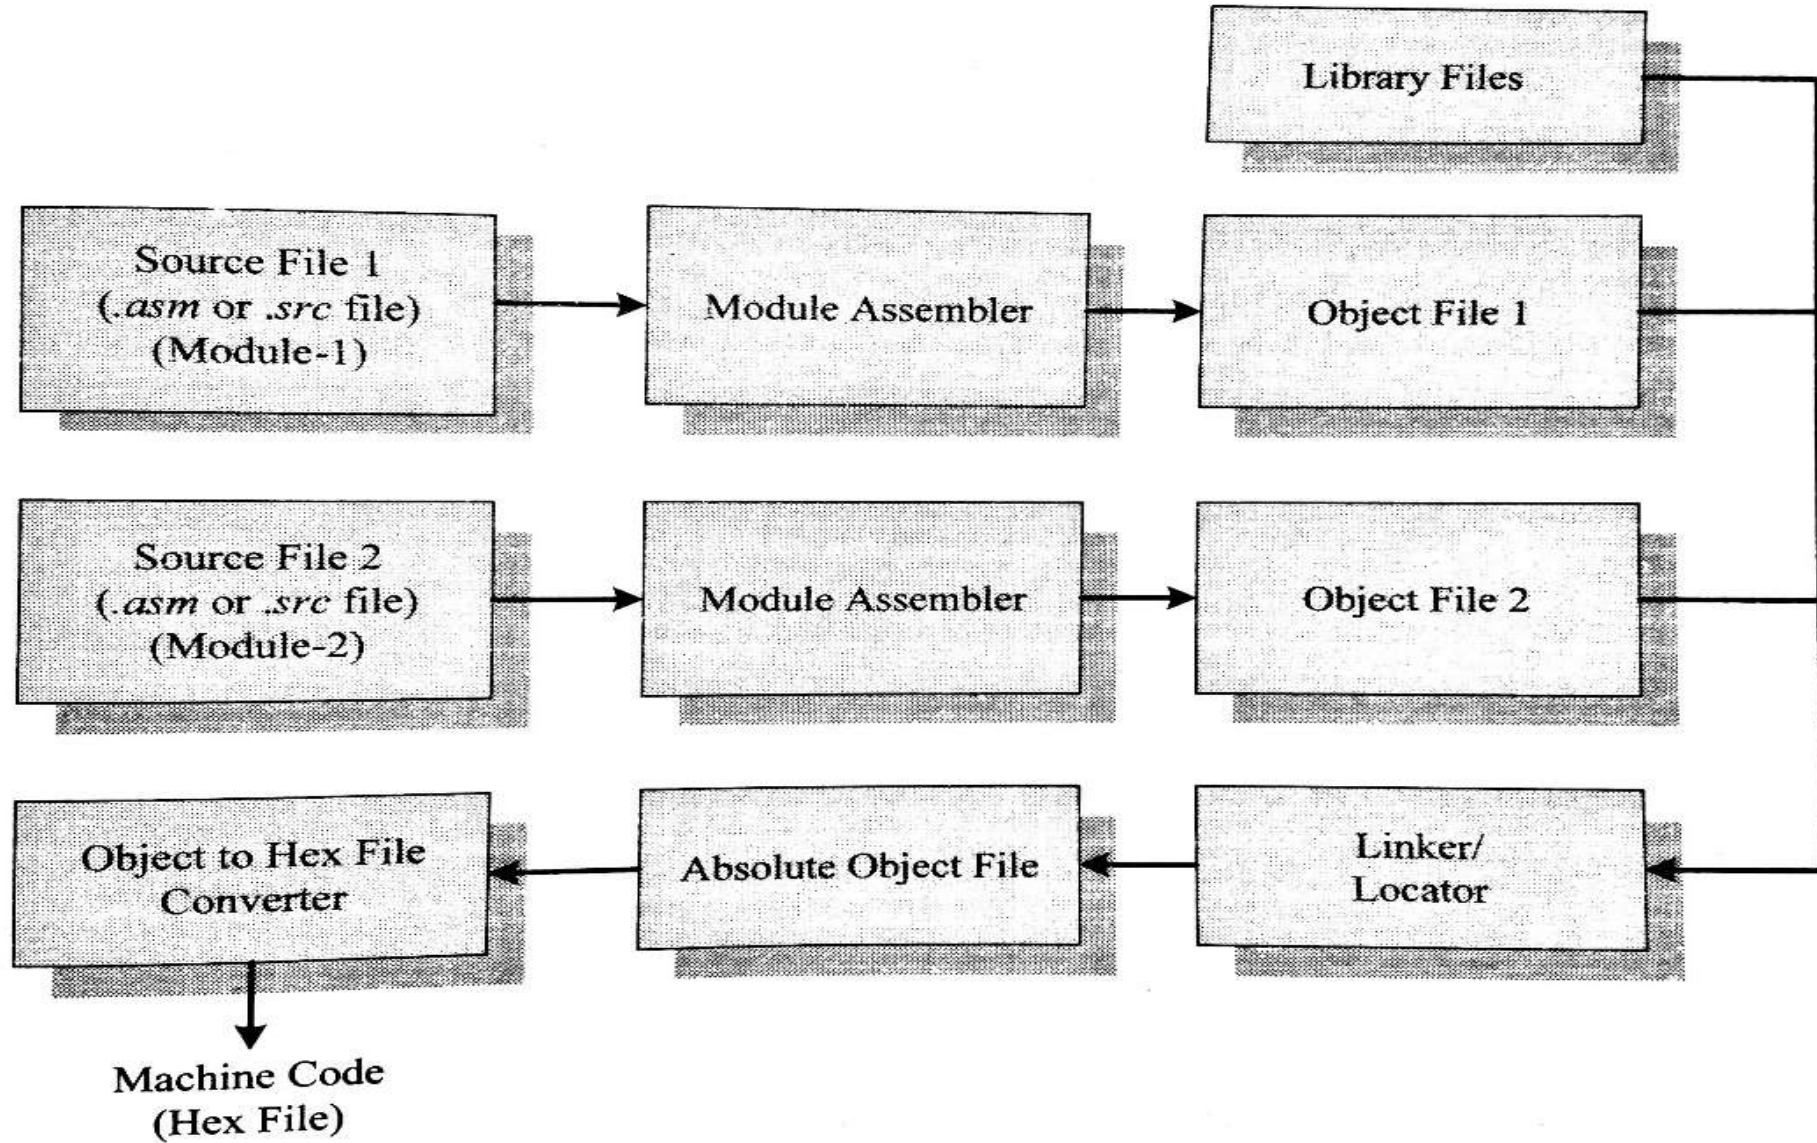 Library Files
Source File 1
(.asm or .src file)
(Module-1)
Module Assembler
Object File 1
Source File 2
(.asm or .src file)
(Module-2)
Module Assembler
Object File 2
Object to Hex File
Converter
Absolute Object File
Linker/
Locator
Machine Code
(Hex File)